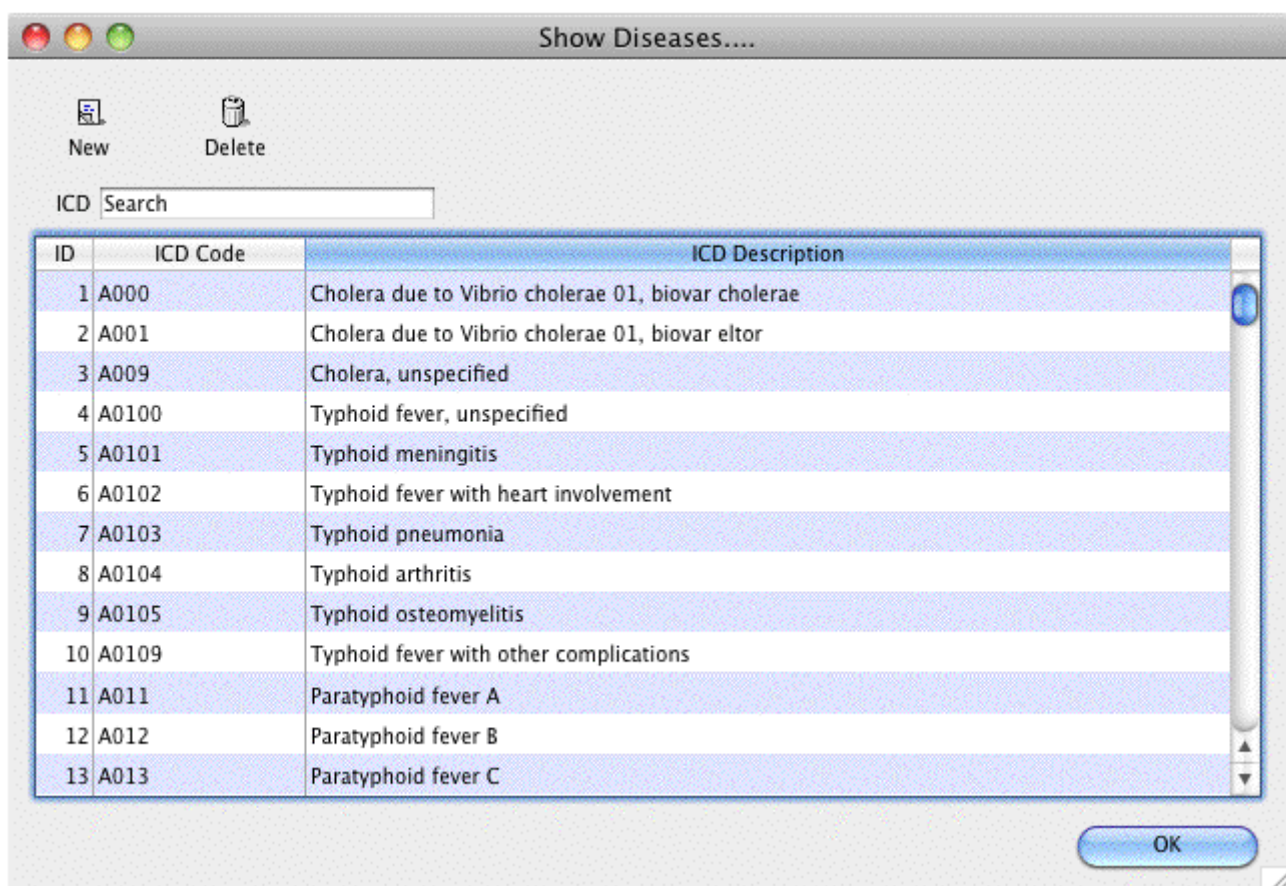 Show Diseases....
New Delete
ICD Search
ID ICD Code ICD Description
1 A000 Cholera due to Vibrio cholerae 01, biovar cholerae
2 A001 Cholera due to Vibrio cholerae 01, biovar eltor
3 A009 Cholera, unspecified
4 A0100 Typhoid fever, unspecified
5 A0101 Typhoid meningitis
6 A0102 Typhoid fever with heart involvement
7 A0103 Typhoid pneumonia
8 A0104 Typhoid arthritis
9 A0105 Typhoid osteomyelitis
10 A0109 Typhoid fever with other complications
11 A011 Paratyphoid fever A
12 A012 Paratyphoid fever B
13 A013 Paratyphoid fever C
OK